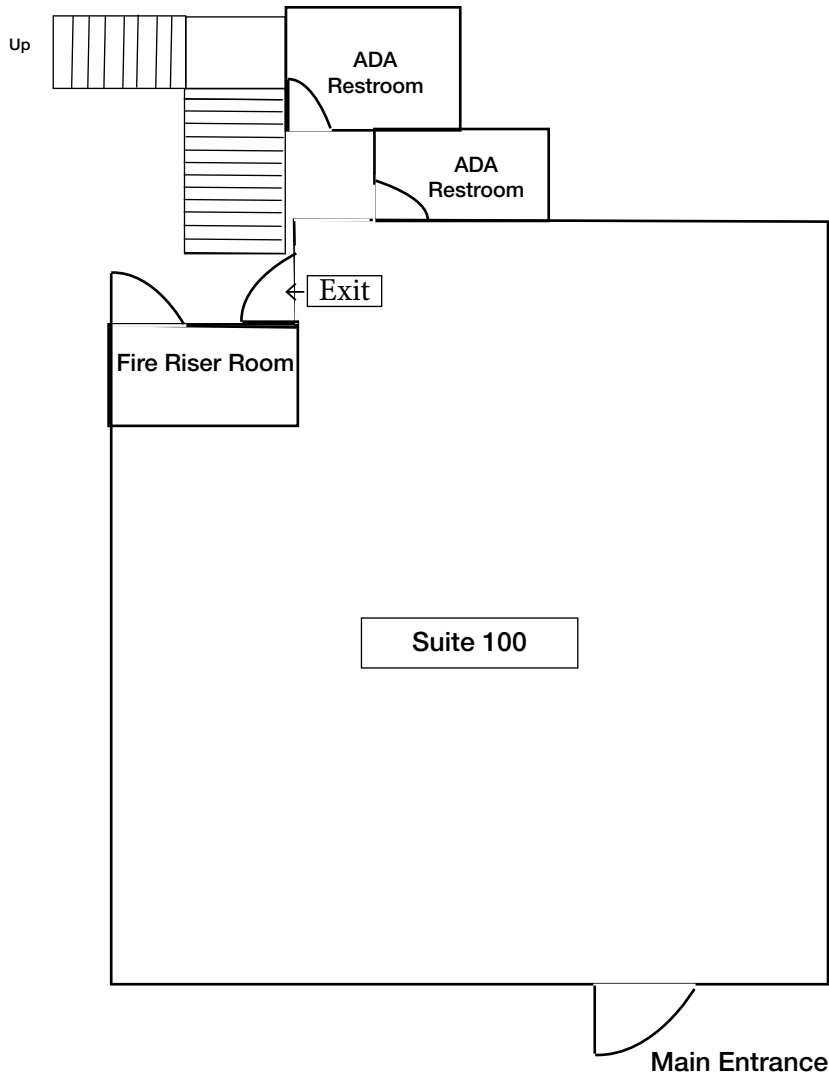 Up
ADA
Restroom
ADA
Restroom
Exit
Fire Riser Room
Suite 100
Main Entrance